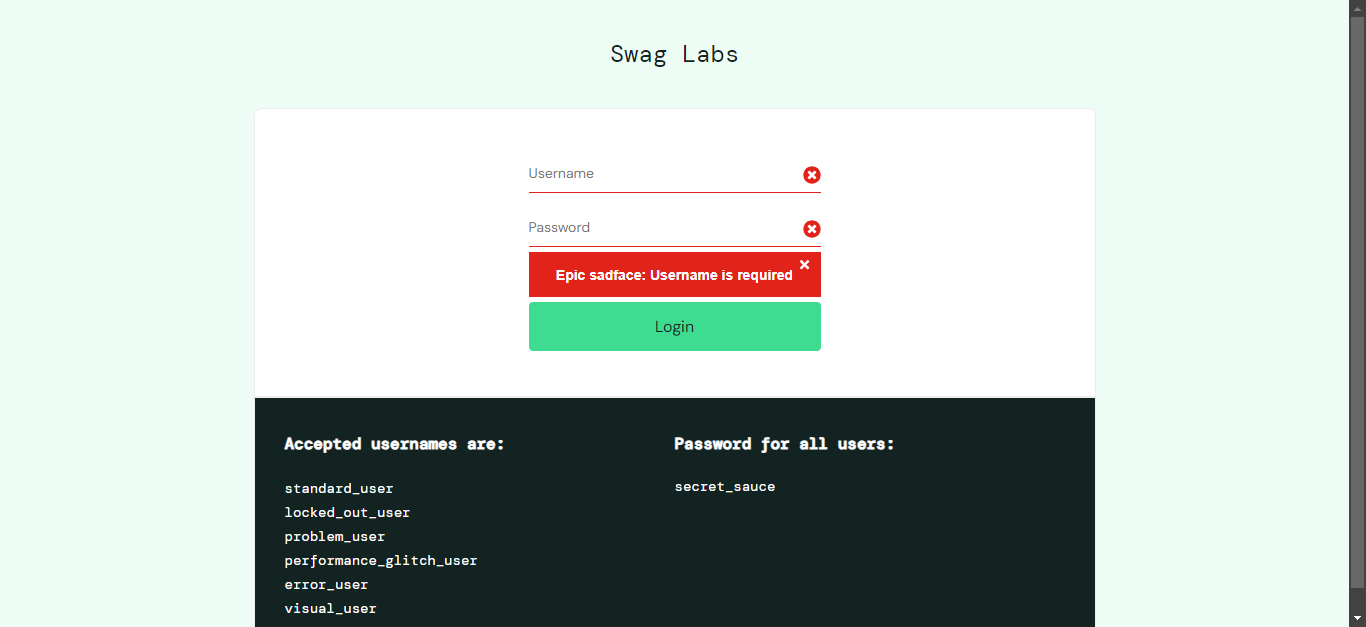 Swag Labs
Username
Password
Epic sadface: Username is required
Login
Accepted usernames are:
standard_user
locked_out_user
problem_user
performance_glitch_user
error_user
visual_user
Password for all users:
secret_sauce